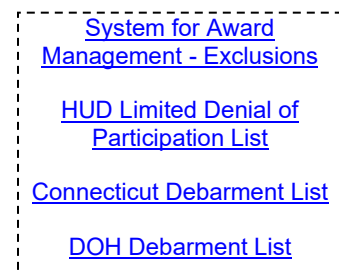 System for Award
Management - Exclusions
HUD Limited Denial of
Participation List
Connecticut Debarment List
DOH Debarment List